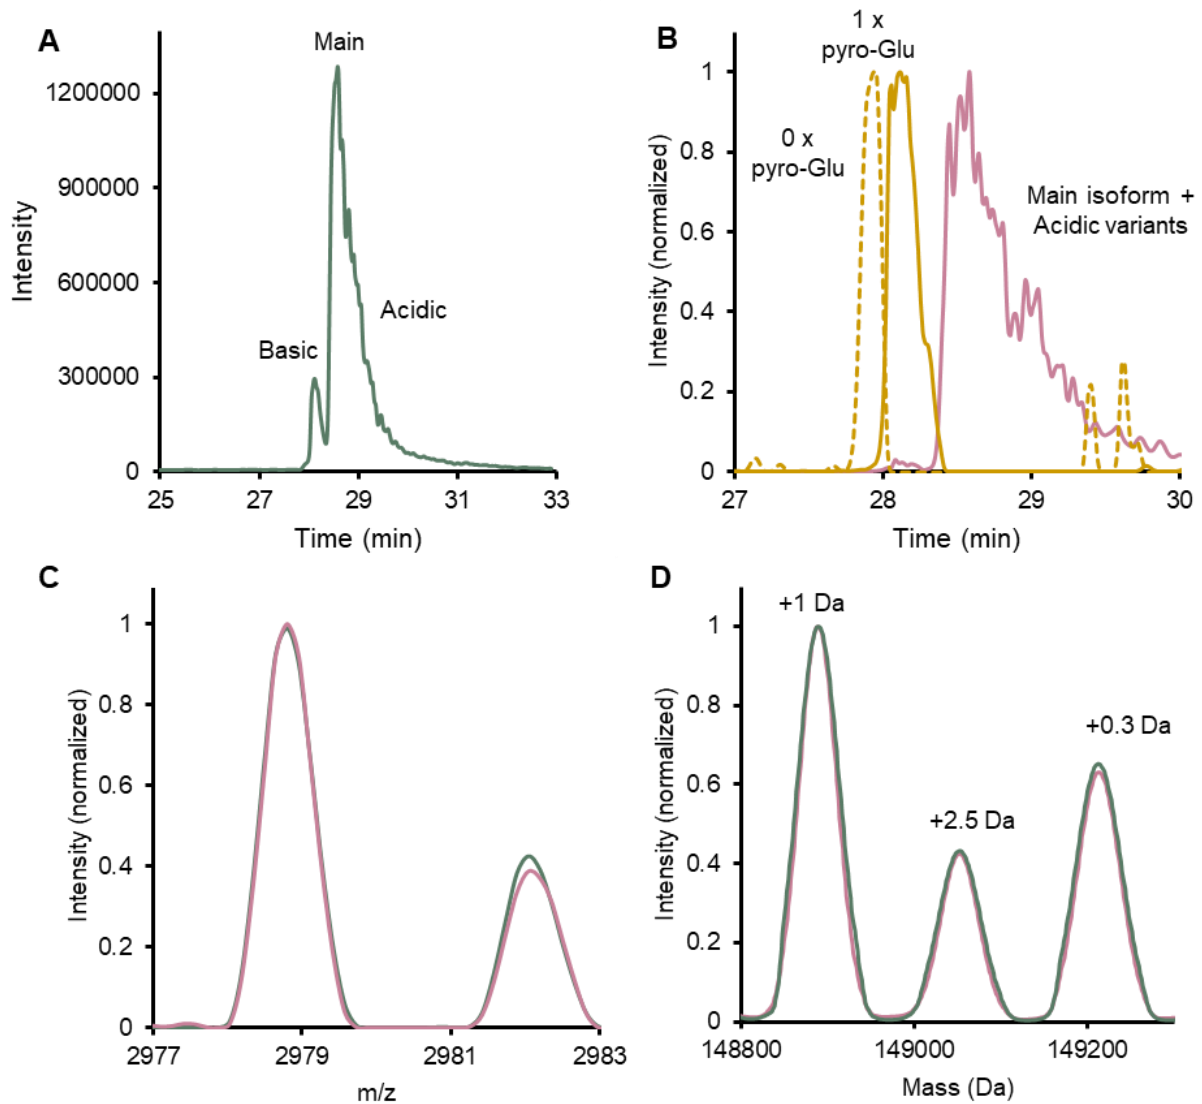 A
Main
Basic
Acidic
Intensity
1200000
900000
600000
300000
0
25
27
29
31
33
Time (min)
B
1 x
pyro-Glu
0 x
pyro-Glu
Main isoform +
Acidic variants
Intensity (normalized)
1
0.8
0.6
0.4
0.2
0
27
28
29
30
Time (min)
C
Intensity (normalized)
1
0.8
0.6
0.4
0.2
0
2977
2979
2981
2983
m/z
D
+1 Da
+2.5 Da
+0.3 Da
Intensity (normalized)
1
0.8
0.6
0.4
0.2
0
148800
149000
149200
Mass (Da)